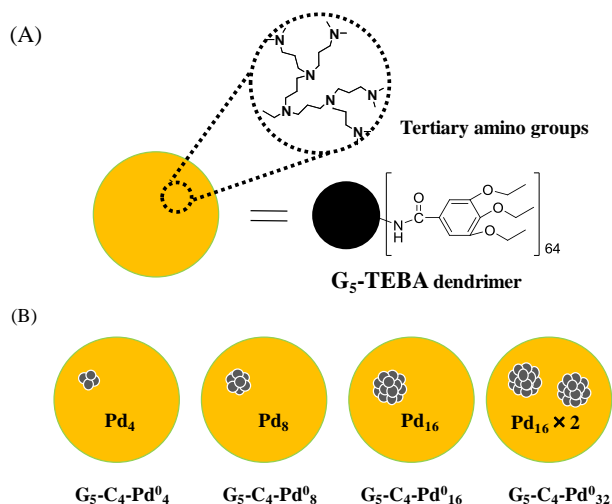 (A)
N
N
N
N
N
N
N
Tertiary amino groups
O
O
N
H
O
O
64
G₅-TEBA dendrimer
(B)
Pd₄
Pd₈
Pd₁₆
Pd₁₆ × 2
G₅-C₄-Pd⁰₄
G₅-C₄-Pd⁰₈
G₅-C₄-Pd⁰₁₆
G₅-C₄-Pd⁰₃₂